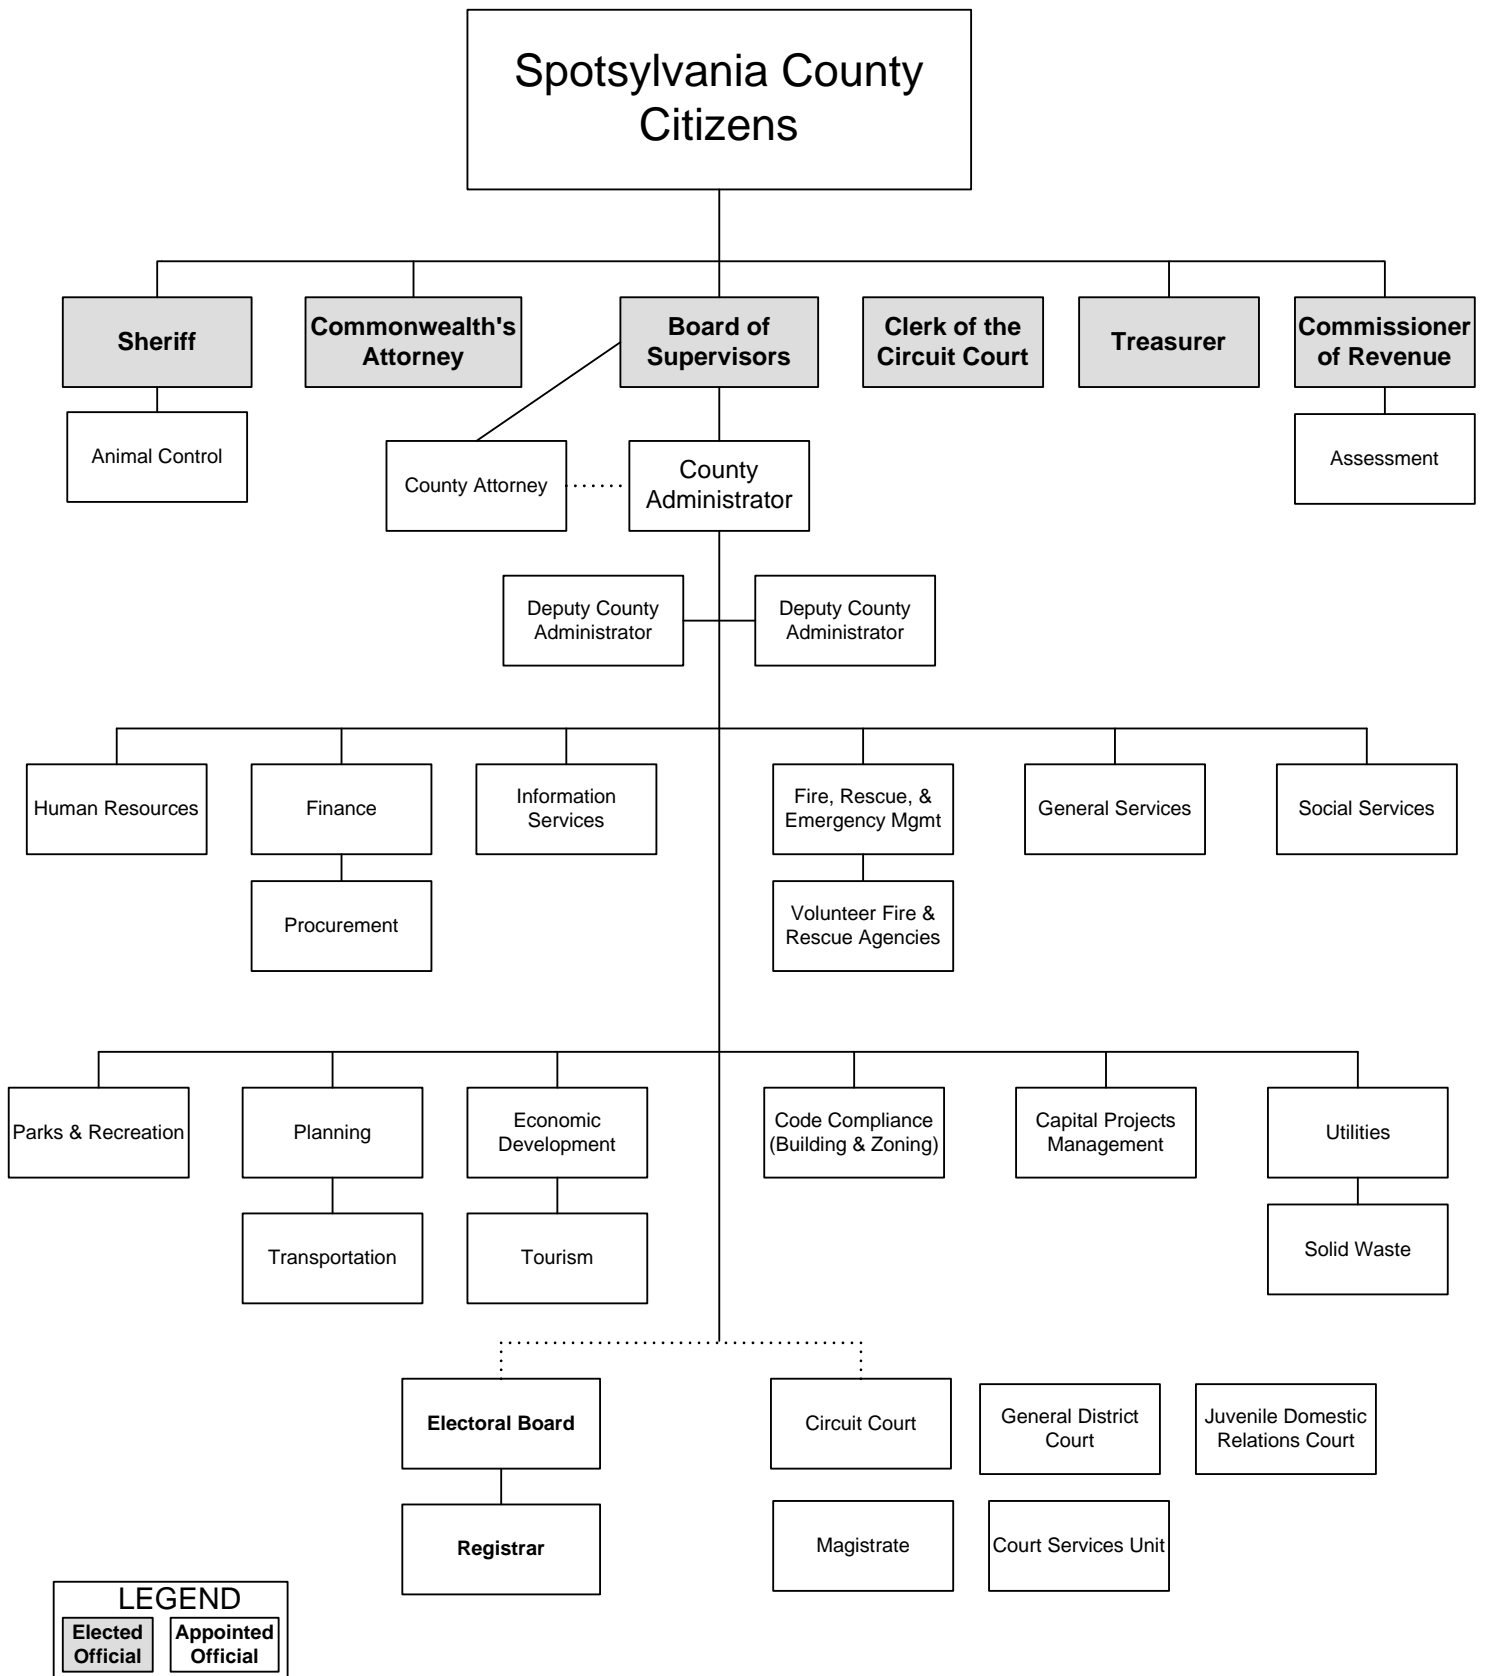 Spotsylvania County
Citizens
Sheriff
Commonwealth's
Attorney
Board of
Supervisors
Clerk of the
Circuit Court
Treasurer
Commissioner
of Revenue
Animal Control
County Attorney
County
Administrator
Assessment
Deputy County
Administrator
Deputy County
Administrator
Human Resources
Finance
Information
Services
Fire, Rescue, &
Emergency Mgmt
General Services
Social Services
Procurement
Volunteer Fire &
Rescue Agencies
Parks & Recreation
Planning
Economic
Development
Code Compliance
(Building & Zoning)
Capital Projects
Management
Utilities
Transportation
Tourism
Solid Waste
Electoral Board
Circuit Court
General District
Court
Juvenile Domestic
Relations Court
Registrar
Magistrate
Court Services Unit
LEGEND
Elected
Official
Appointed
Official